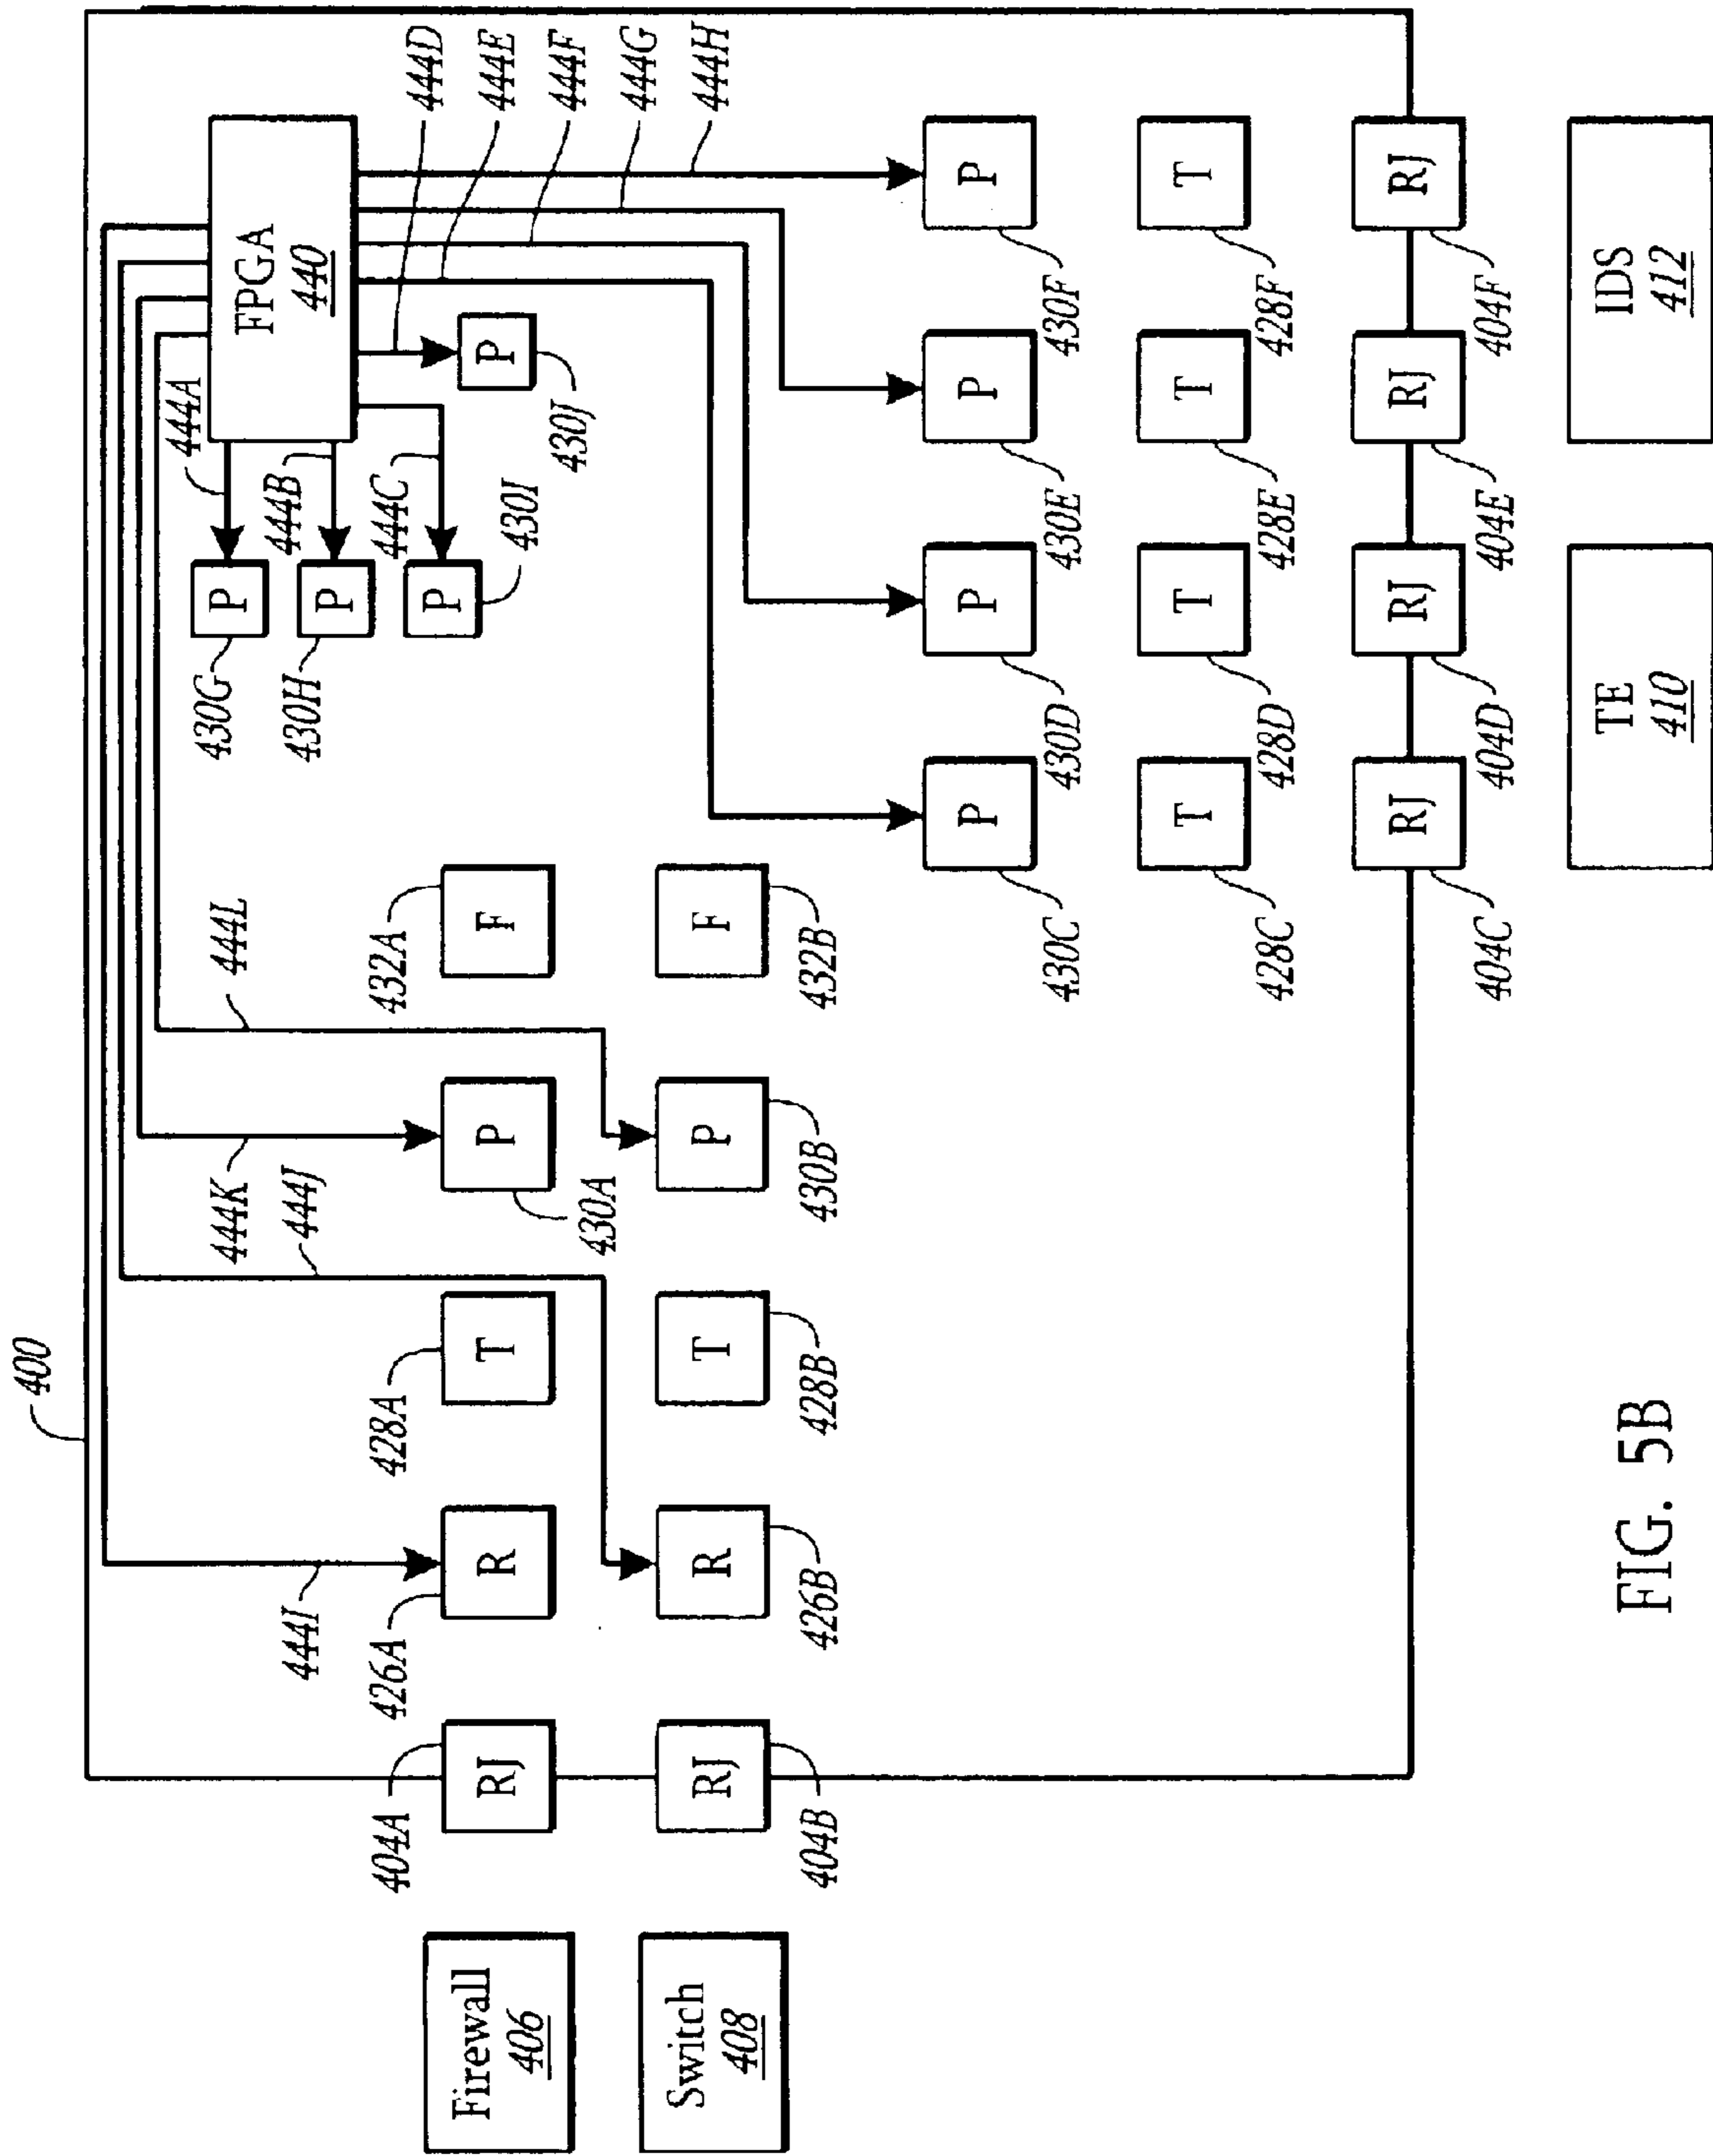 400
444I
444K
444J
444L
444A
444B
444C
444D
444E
444F
444G
444H
FPGA
440
P
430G
P
430H
P
430I
P
430J
Firewall
406
404A
RJ
426A
R
428A
T
P
430A
432A
F
Switch
408
RJ
404B
R
426B
T
428B
P
430B
F
432B
P
430C
P
430D
P
430E
P
430F
T
428C
T
428D
T
428E
T
428F
RJ
404C
RJ
404D
RJ
404E
RJ
404F
TE
410
IDS
412
FIG. 5B